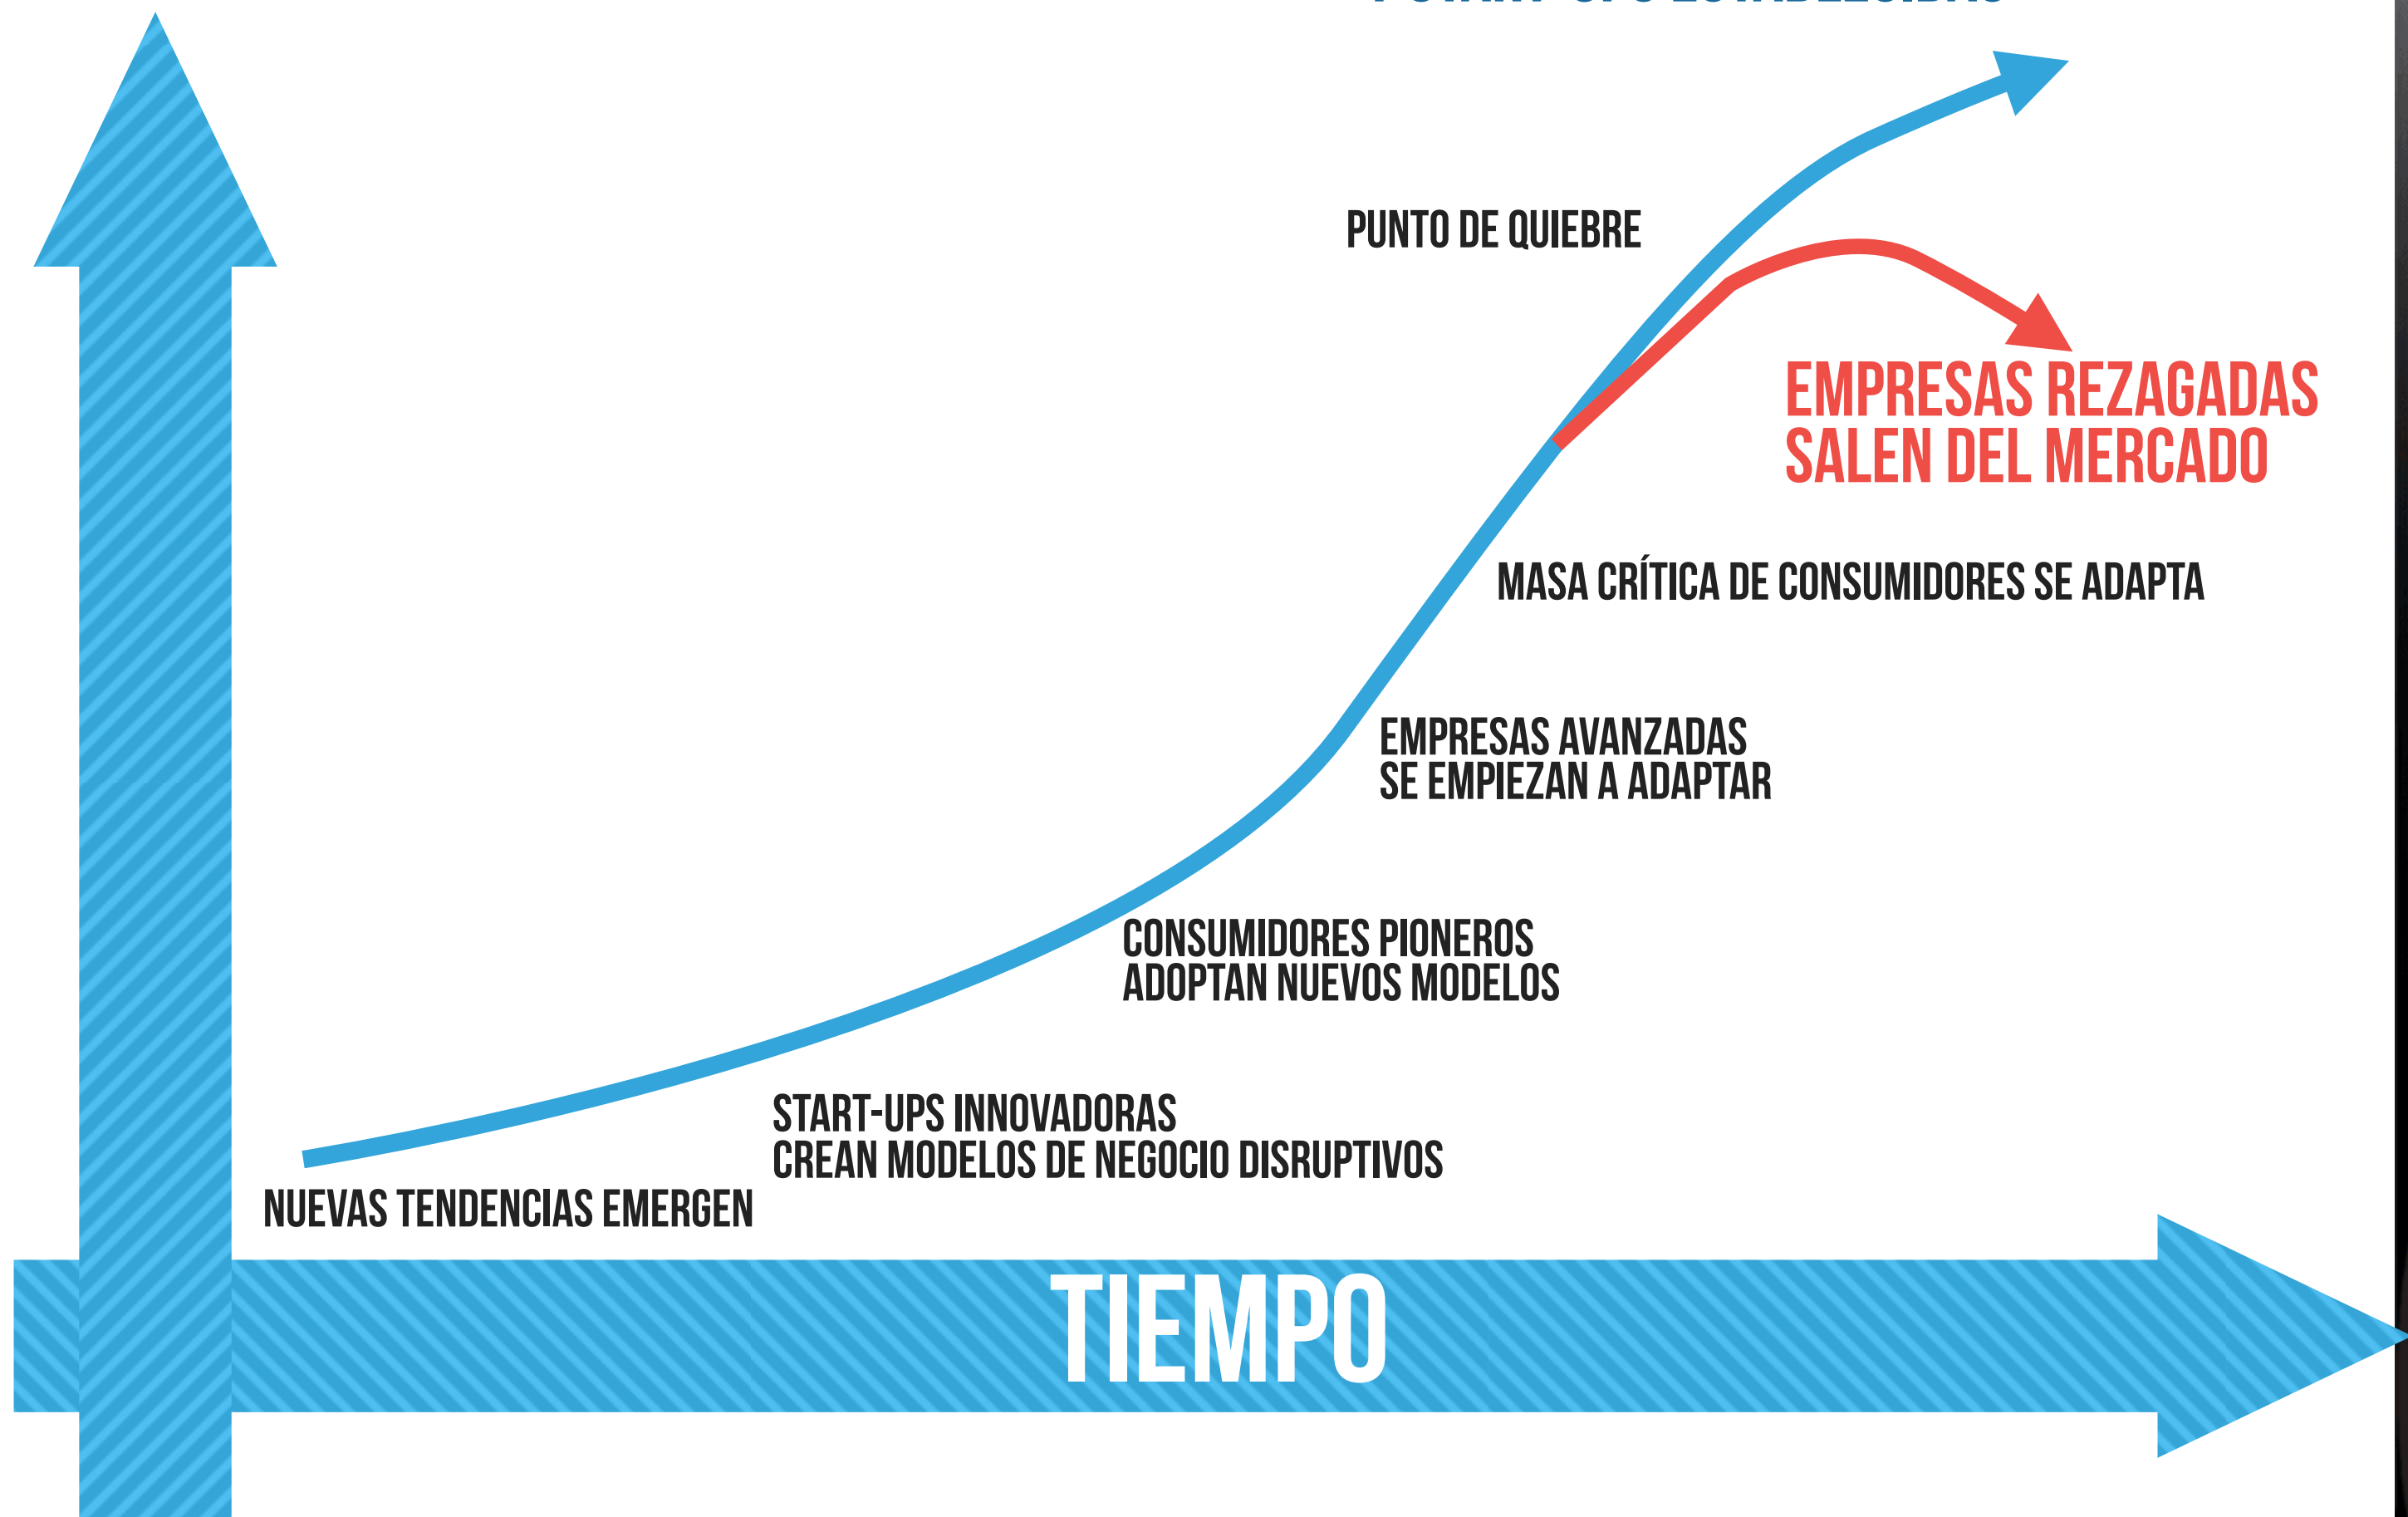 PUNTO DE QUIEBRE
EMPRESAS REZAGADAS
SALEN DEL MERCADO
MASA CRÍTICA DE CONSUMIDORES SE ADAPTA
EMPRESAS AVANZADAS
SE EMPIEZAN A ADAPTAR
CONSUMIDORES PIONEROS
ADOPTAN NUEVOS MODELOS
START-UPS INNOVADORAS
CREAN MODELOS DE NEGOCIO DISRUPTIVOS
NUEVAS TENDENCIAS EMERGEN
TIEMPO